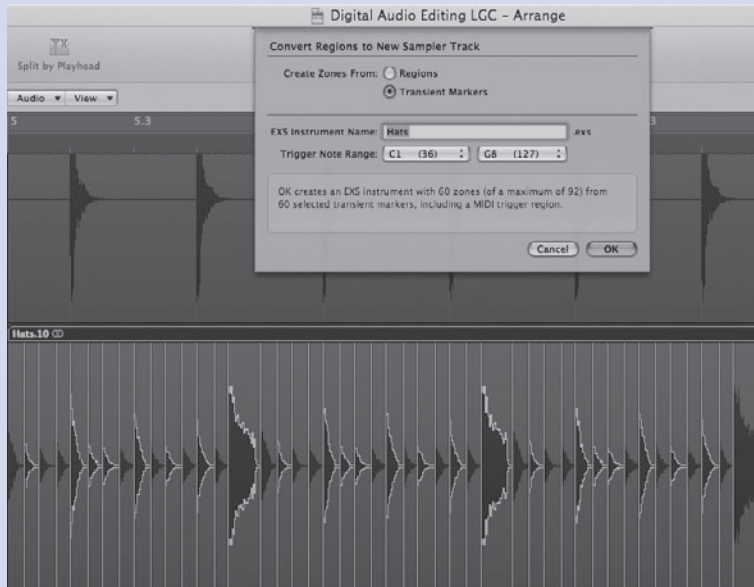 Digital Audio Editing LGC – Arrange
Split by Playhead
Convert Regions to New Sampler Track
Create Zones From: Regions
Transient Markers
Audio View
5 5.3 3
EXS Instrument Name: Hats .exs
Trigger Note Range: C1 (36) G8 (127)
OK creates an EXS instrument with 60 zones (of a maximum of 92) from
60 selected transient markers, including a MIDI trigger region.
Cancel OK
Hats.10